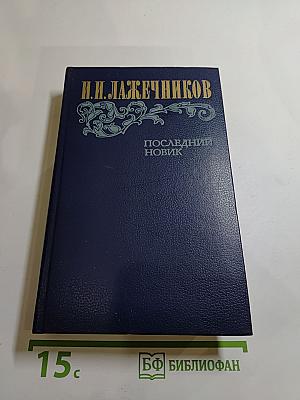 И.И.ЛАЖЕЧНИКОВ
ПОСЛЕДНИЙ
НОВИК
15с
БФ БИБЛИОФАН